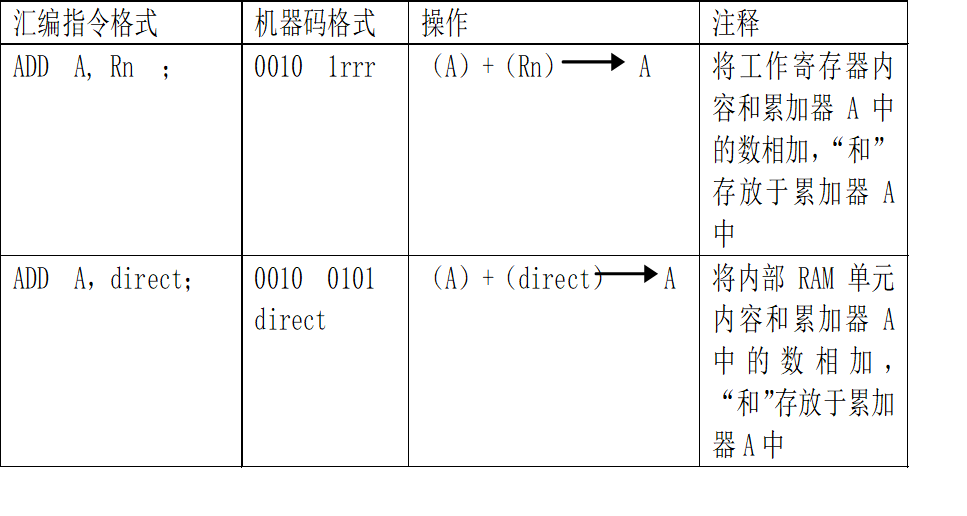 汇编指令格式 机器码格式 操作 注释
ADD A, Rn ； 0010 1rrr （A）+（Rn） A 将工作寄存器内
容和累加器 A 中
的数相加，“和”
存放于累加器 A
中
ADD A，direct； 0010 0101 （A）+（direct） A 将内部 RAM 单元
direct 内容和累加器 A
中的数相加，
“和”存放于累加
器A中